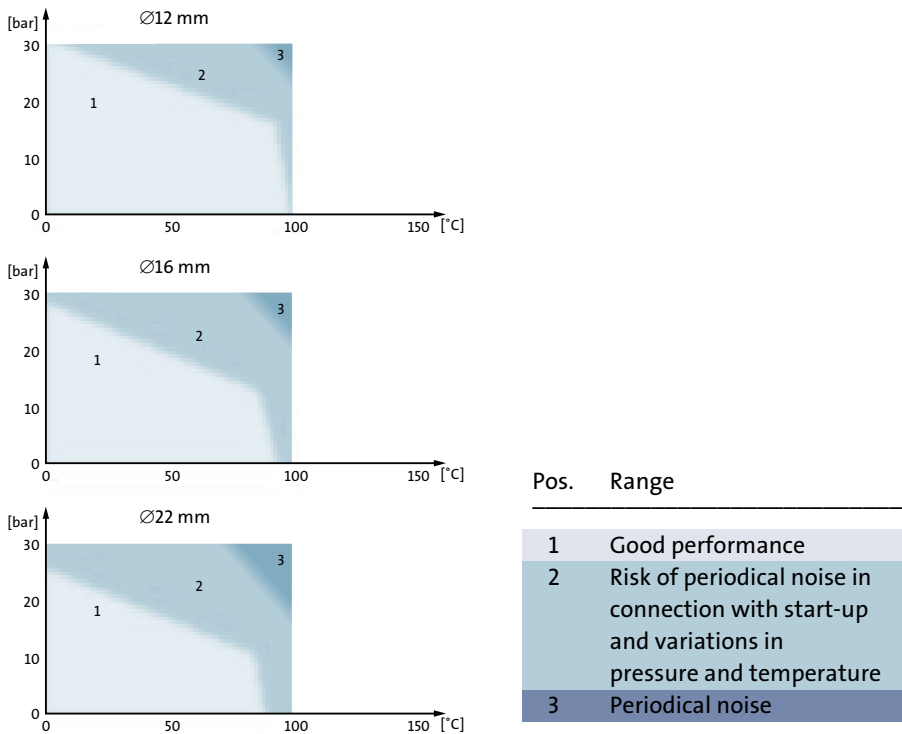 [bar]
∅12 mm
30
3
2
20
1
10
0
0 50 100 150 [˚C]
[bar]
∅16 mm
30
3
2
20
1
10
0
0 50 100 150 [˚C]
[bar]
∅22 mm
30
3
2
20
1
10
0
0 50 100 150 [˚C]
Pos. Range
1 Good performance
2 Risk of periodical noise in
connection with start-up
and variations in
pressure and temperature
3 Periodical noise